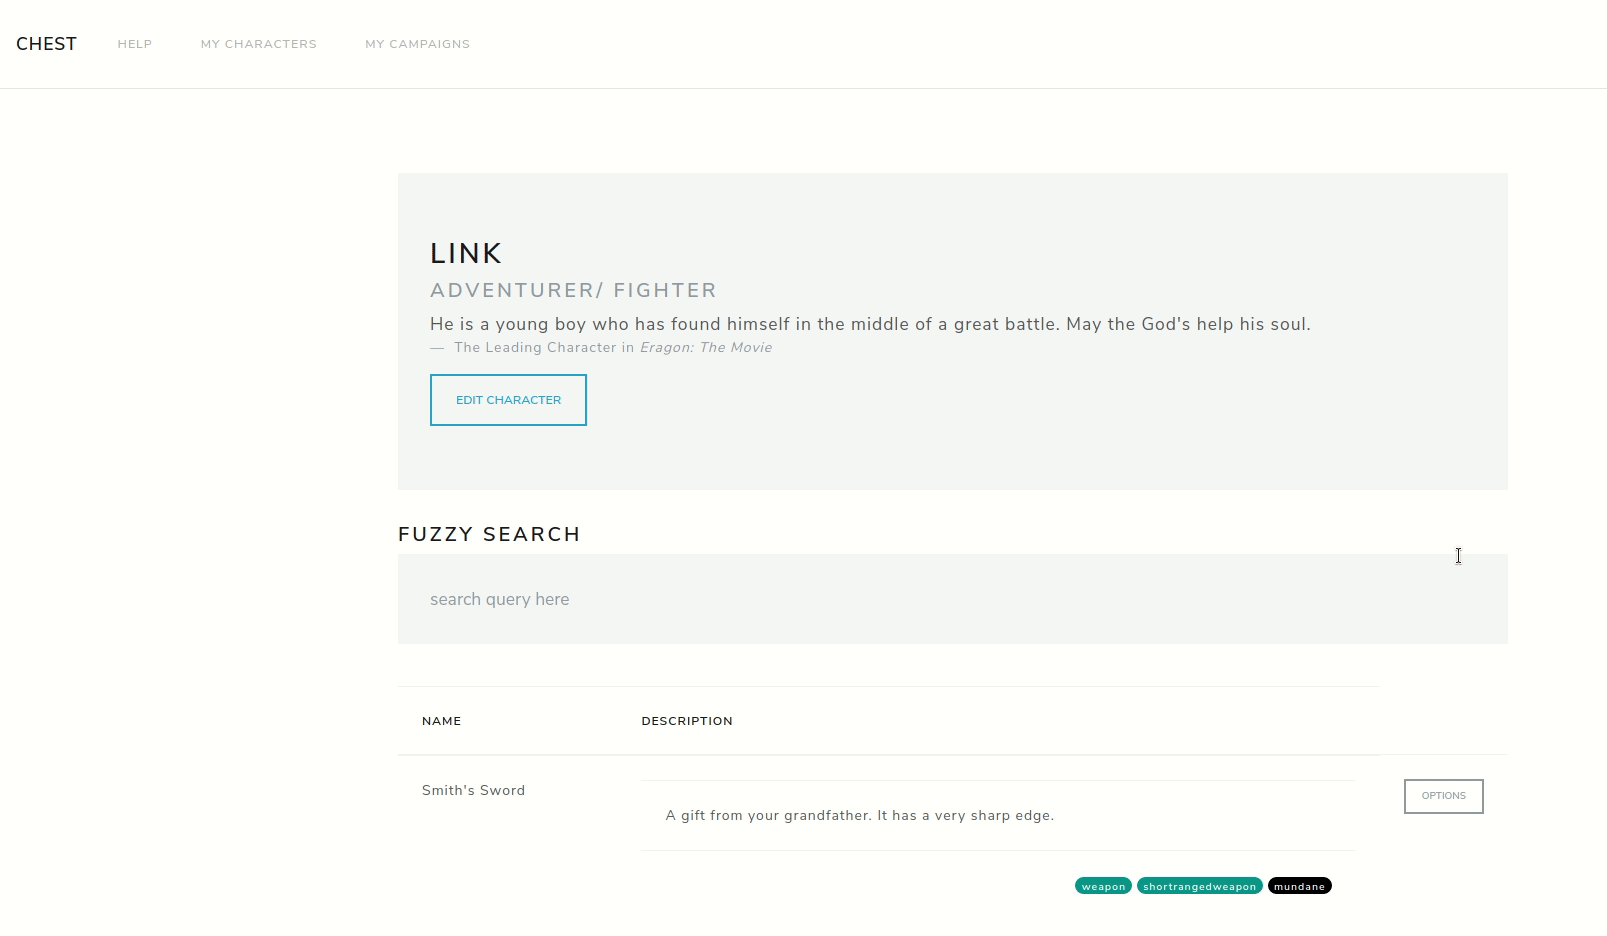 CHEST HELP MY CHARACTERS MY CAMPAIGNS
LINK
ADVENTURER/ FIGHTER
He is a young boy who has found himself in the middle of a great battle. May the God's help his soul.
— The Leading Character in Eragon: The Movie
EDIT CHARACTER
FUZZY SEARCH
search query here
NAME DESCRIPTION
Smith's Sword
OPTIONS
A gift from your grandfather. It has a very sharp edge.
weapon shortrangedweapon mundane